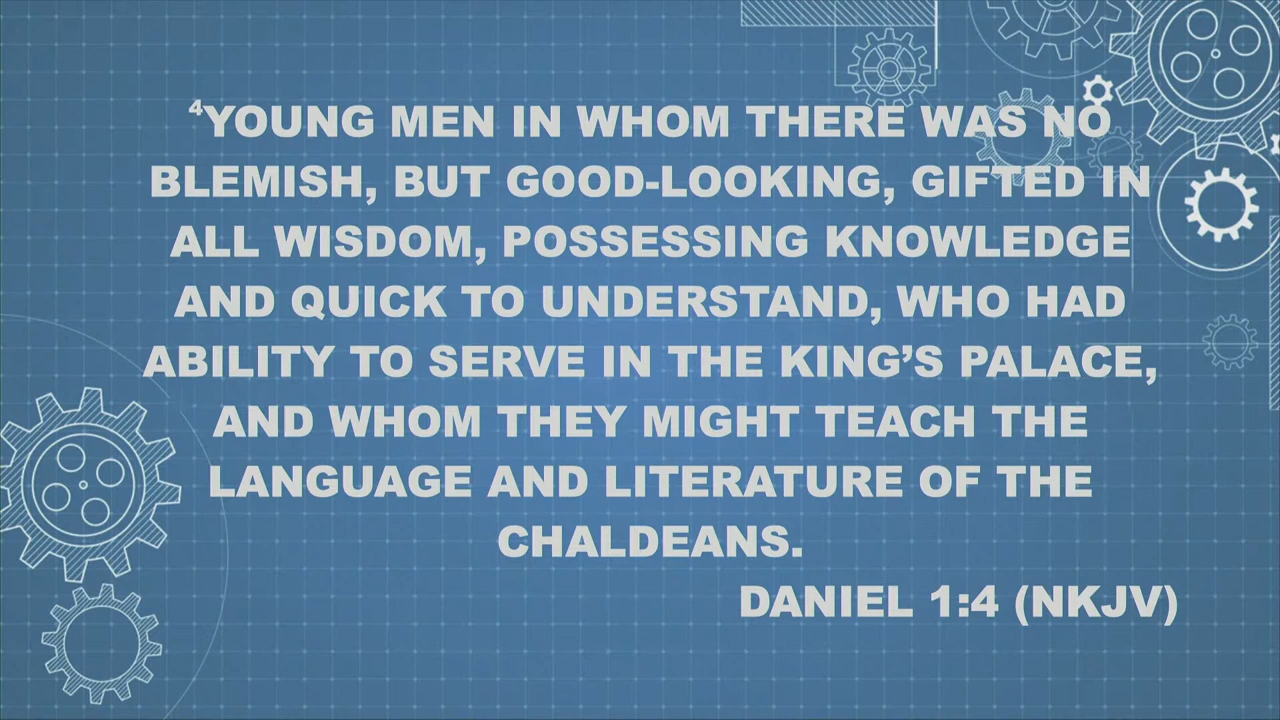 ⁴YOUNG MEN IN WHOM THERE WAS NO
BLEMISH, BUT GOOD-LOOKING, GIFTED IN
ALL WISDOM, POSSESSING KNOWLEDGE
AND QUICK TO UNDERSTAND, WHO HAD
ABILITY TO SERVE IN THE KING’S PALACE,
AND WHOM THEY MIGHT TEACH THE
LANGUAGE AND LITERATURE OF THE
CHALDEANS.
DANIEL 1:4 (NKJV)